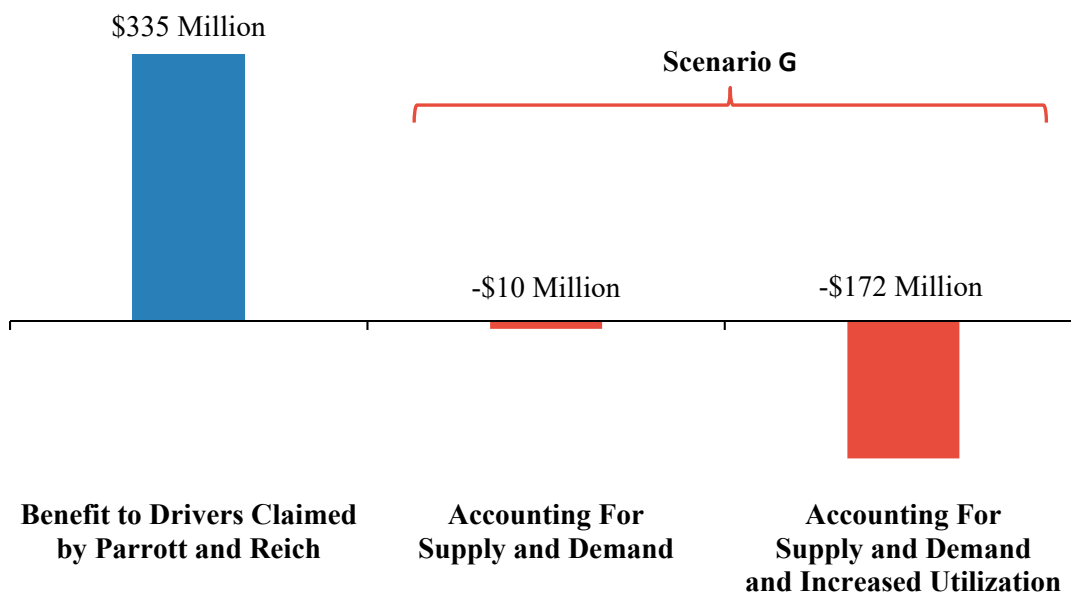 $335 Million
Scenario G
-$10 Million
-$172 Million
Benefit to Drivers Claimed
by Parrott and Reich
Accounting For
Supply and Demand
Accounting For
Supply and Demand
and Increased Utilization